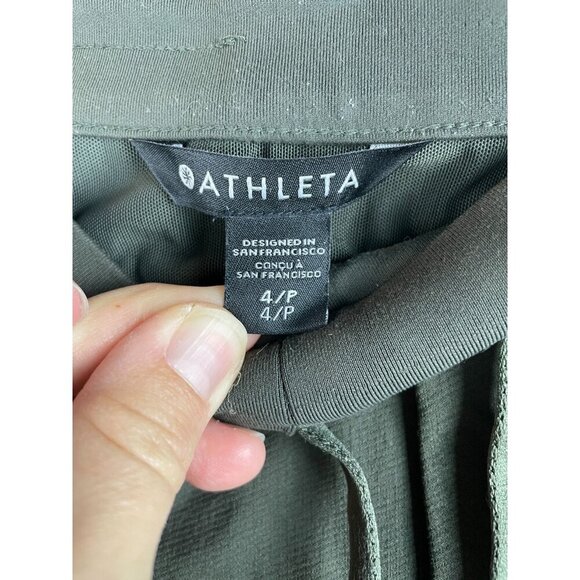 ATHLETA
DESIGNED IN
SAN FRANCISCO
CONÇU À
SAN FRANCISCO
4/P
4/P